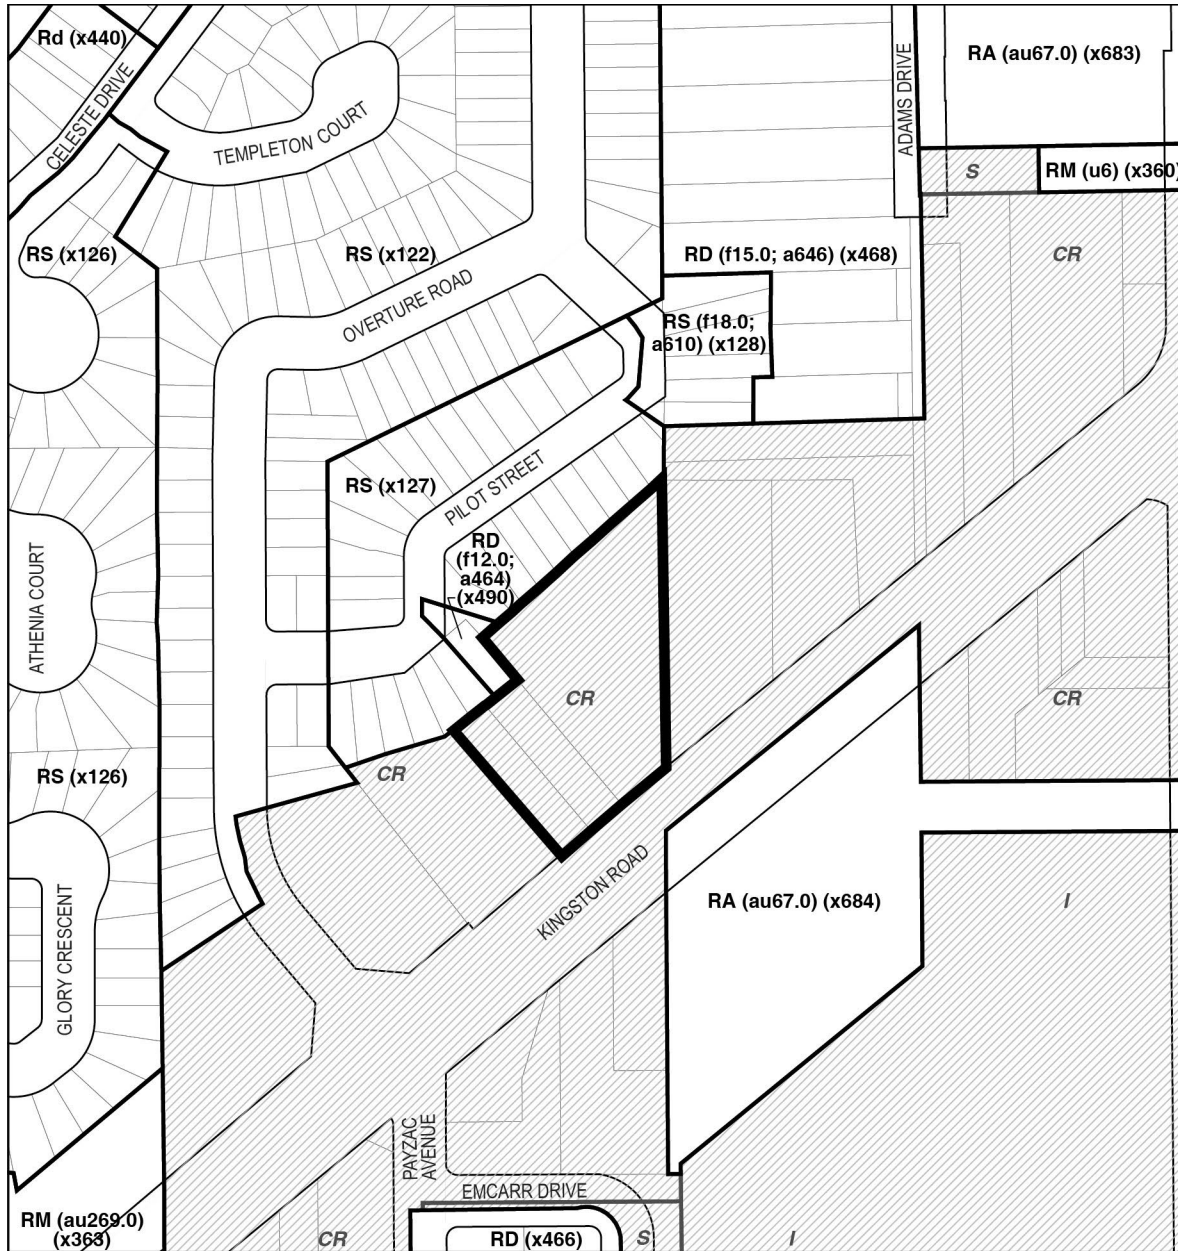 Rd (x440)
CELESTE DRIVE
TEMPLETON COURT
ADAMS DRIVE
RA (au67.0) (x683)
S
RM (u6) (x360)
RS (x126)
RS (x122)
RD (f15.0; a646) (x468)
CR
OVERTURE ROAD
RS (f18.0;
a610) (x128)
RS (x127)
PILOT STREET
RD
(f12.0;
a464)
(x490)
ATHENIA COURT
CR
CR
RS (x126)
CR
KINGSTON ROAD
RA (au67.0) (x684)
I
GLORY CRESCENT
PAYZAC
AVENUE
EMCARR DRIVE
RM (au269.0)
(x363)
CR
RD (x466)
S
I